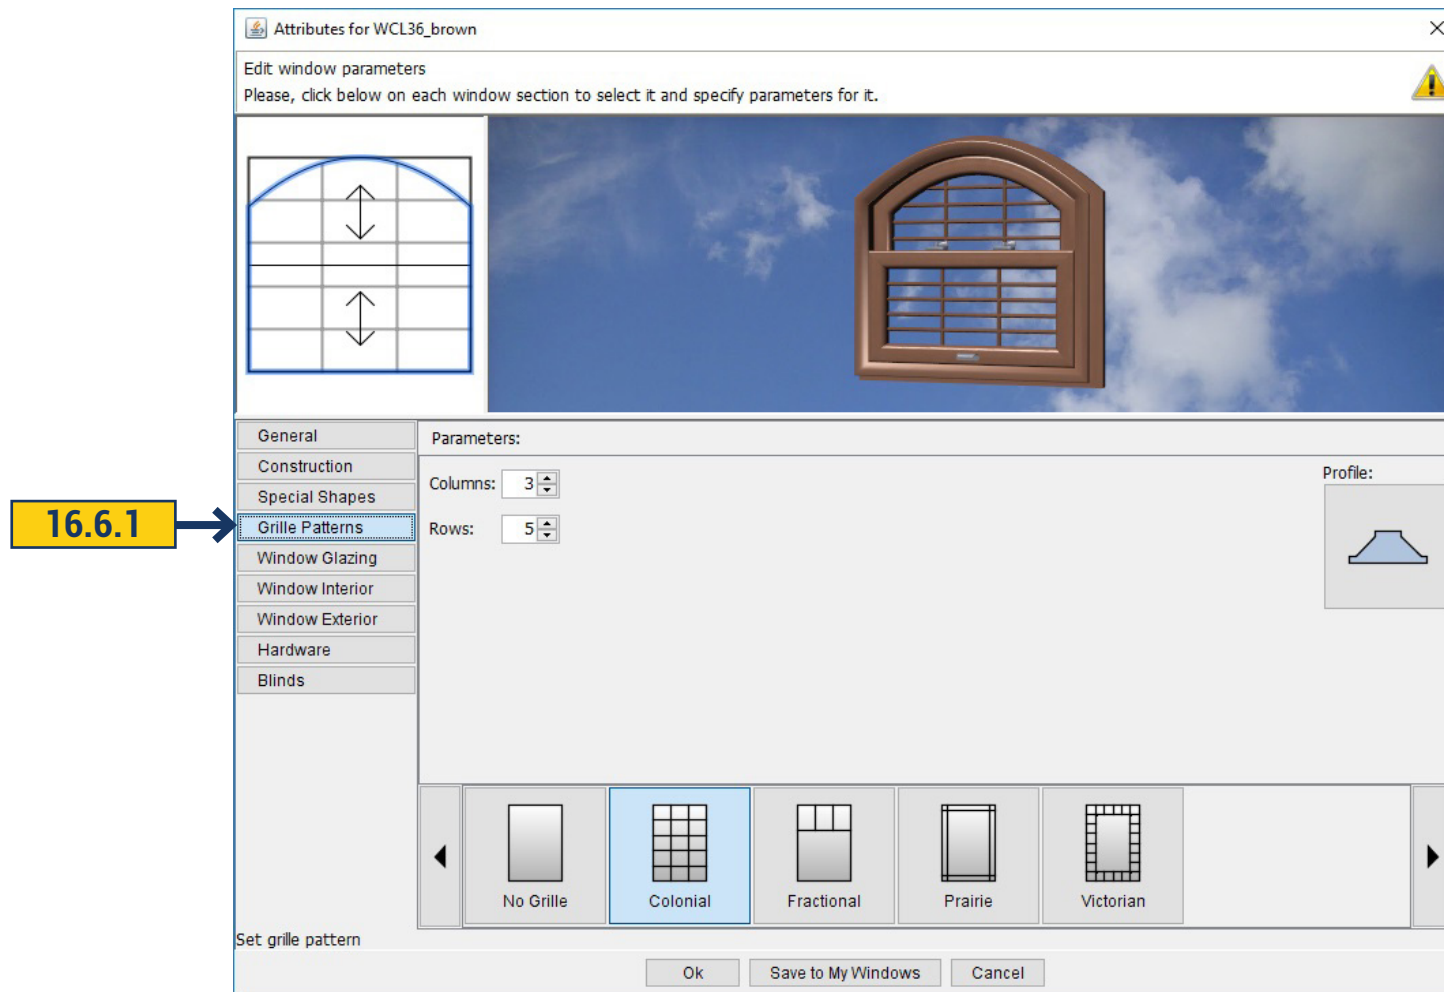 Attributes for WCL36_brown
Edit window parameters
Please, click below on each window section to select it and specify parameters for it.
General
Construction
Special Shapes
16.6.1
Grille Patterns
Window Glazing
Window Interior
Window Exterior
Hardware
Blinds
Parameters:
Columns: 3
Rows: 5
Profile:
No Grille
Colonial
Fractional
Prairie
Victorian
Set grille pattern
Ok
Save to My Windows
Cancel